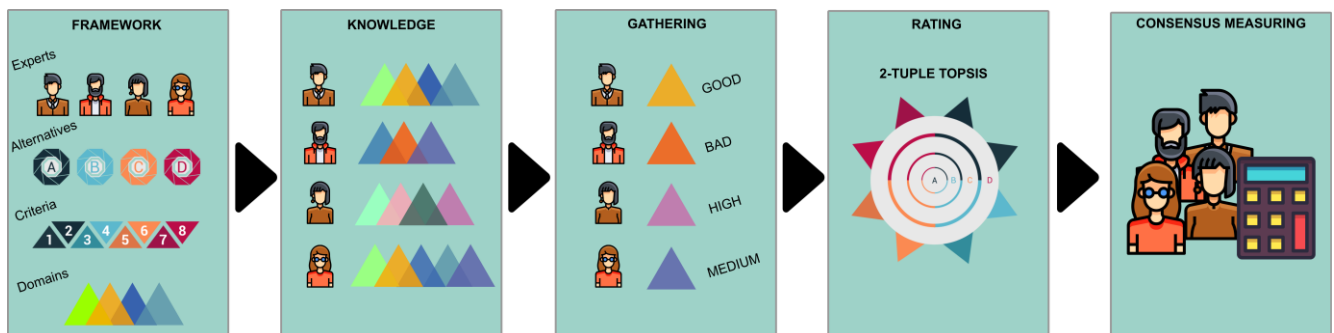 FRAMEWORK
Experts
Alternatives
A B C D
Criteria
1 2 3 4 5 6 7 8
Domains
KNOWLEDGE
GATHERING
GOOD
BAD
HIGH
MEDIUM
RATING
2-TUPLE TOPSIS
A B C D
CONSENSUS MEASURING